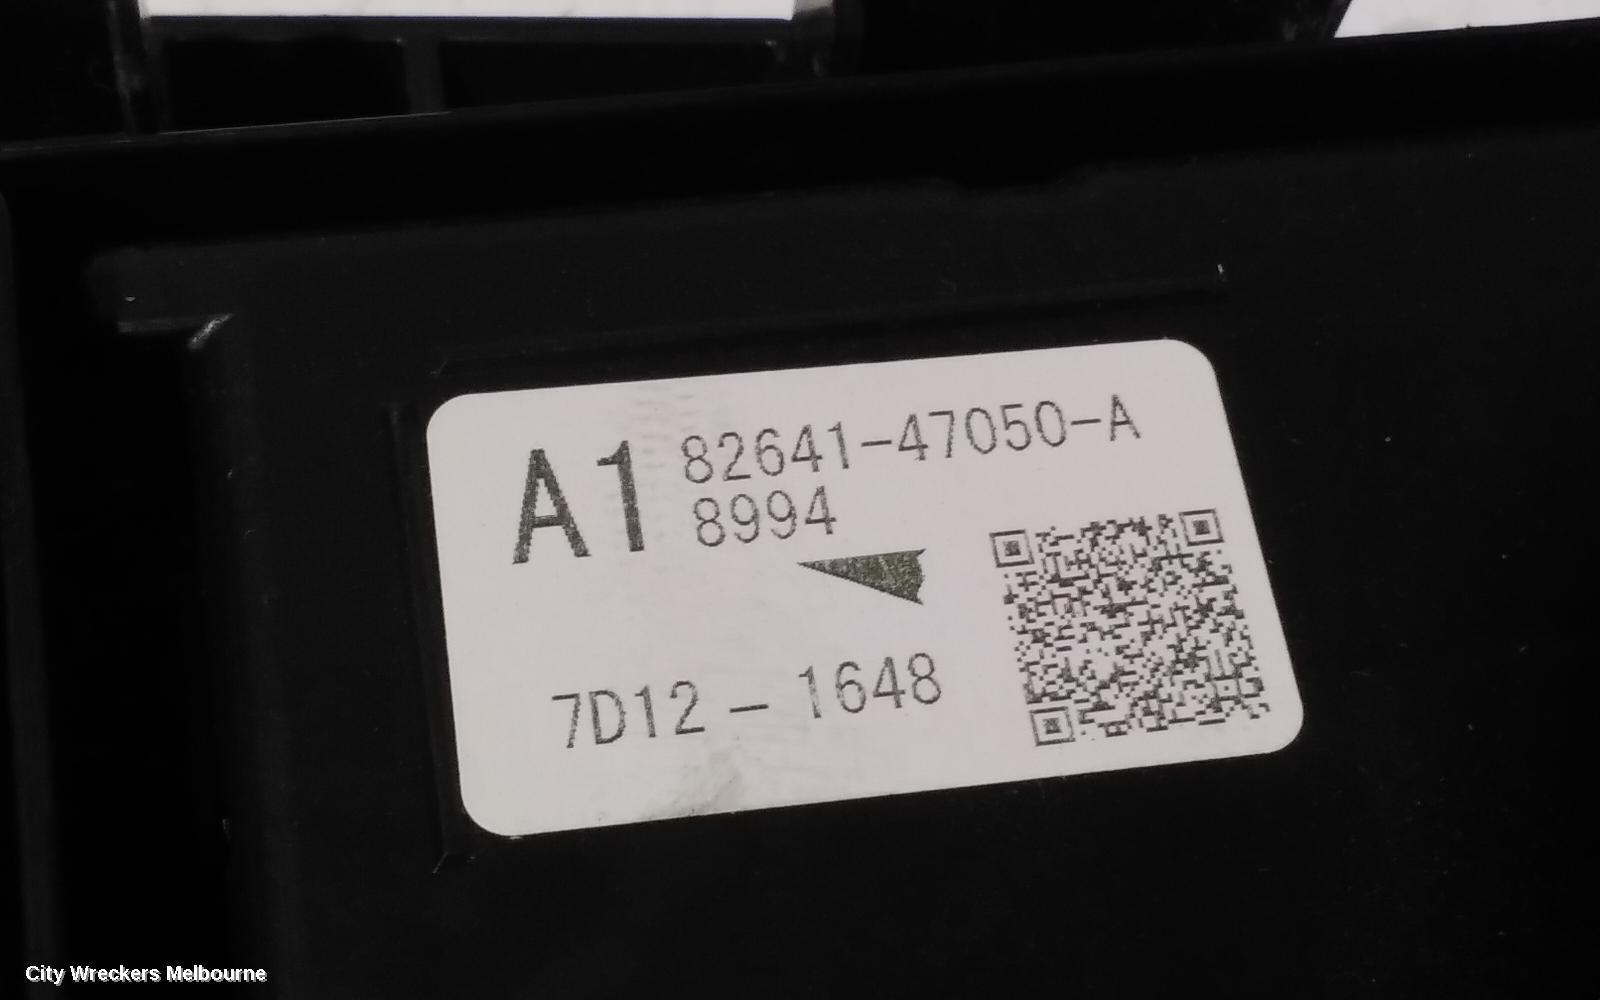 A1 82641-47050-A
8994
7D12 - 1648
City Wreckers Melbourne